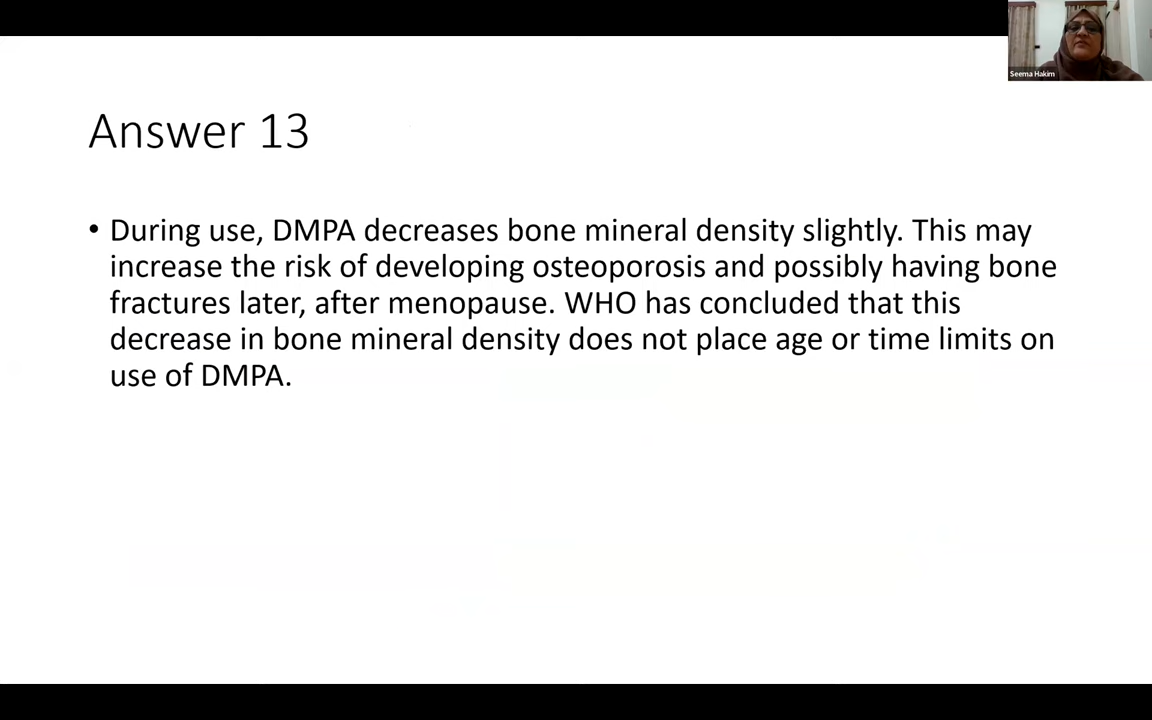 Seema Hakim
Answer 13
• During use, DMPA decreases bone mineral density slightly. This may
increase the risk of developing osteoporosis and possibly having bone
fractures later, after menopause. WHO has concluded that this
decrease in bone mineral density does not place age or time limits on
use of DMPA.